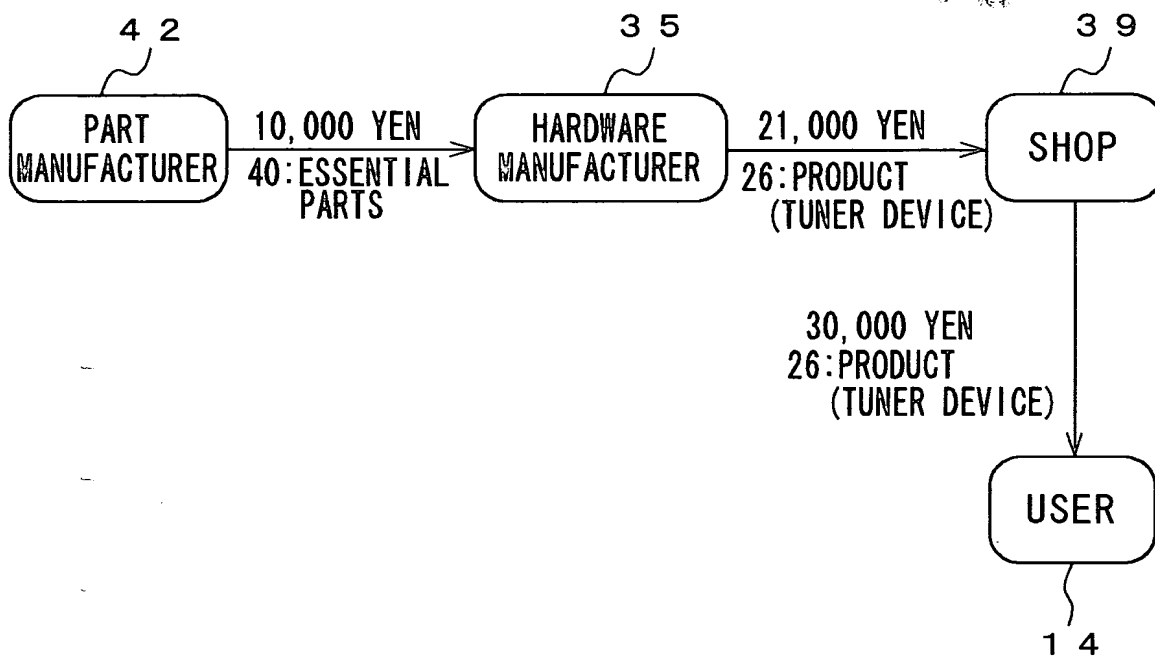 ４２
３５
３９
PART
MANUFACTURER
10,000 YEN
40:ESSENTIAL
PARTS
HARDWARE
MANUFACTURER
21,000 YEN
26:PRODUCT
(TUNER DEVICE)
SHOP
30,000 YEN
26:PRODUCT
(TUNER DEVICE)
USER
１４